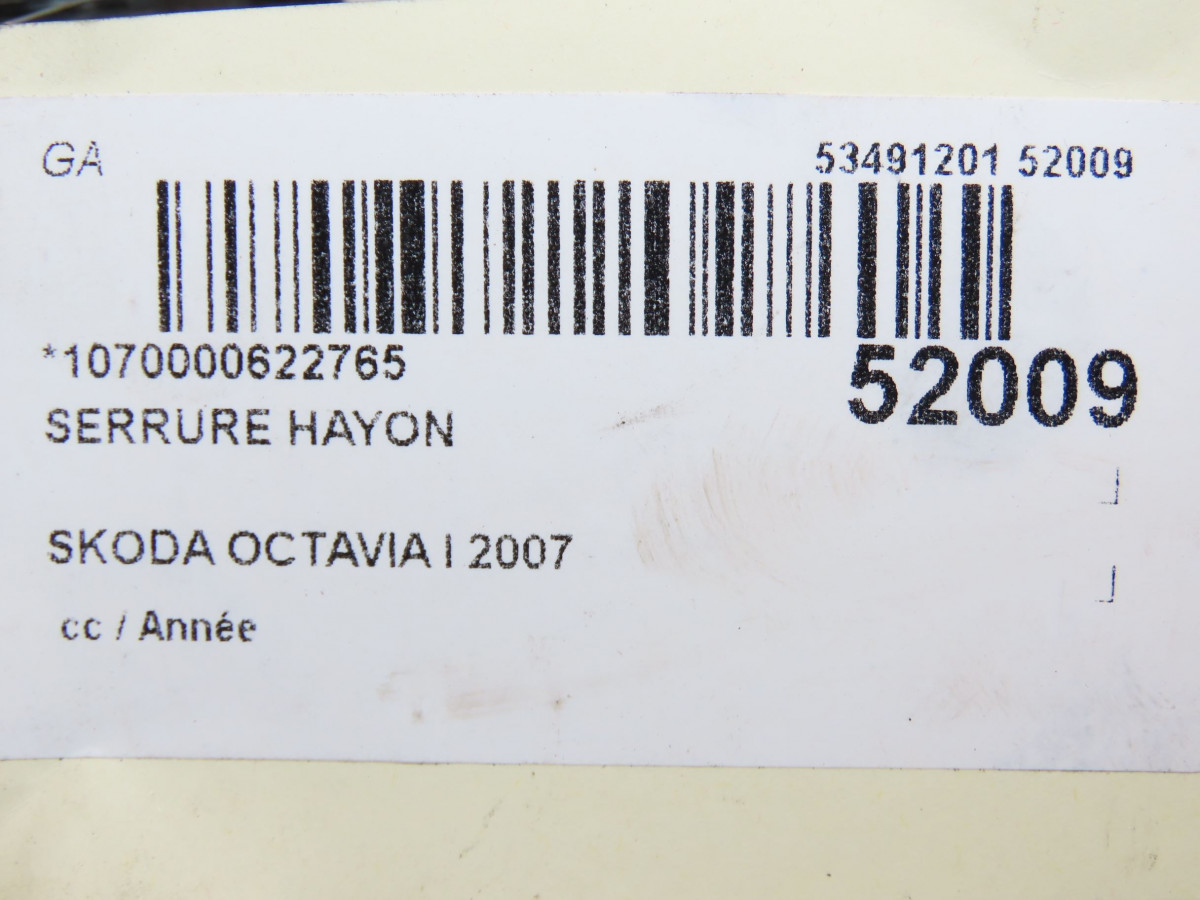 GA
53491201 52009
*1070000622765
52009
SERRURE HAYON
SKODA OCTAVIA I 2007
cc / Année